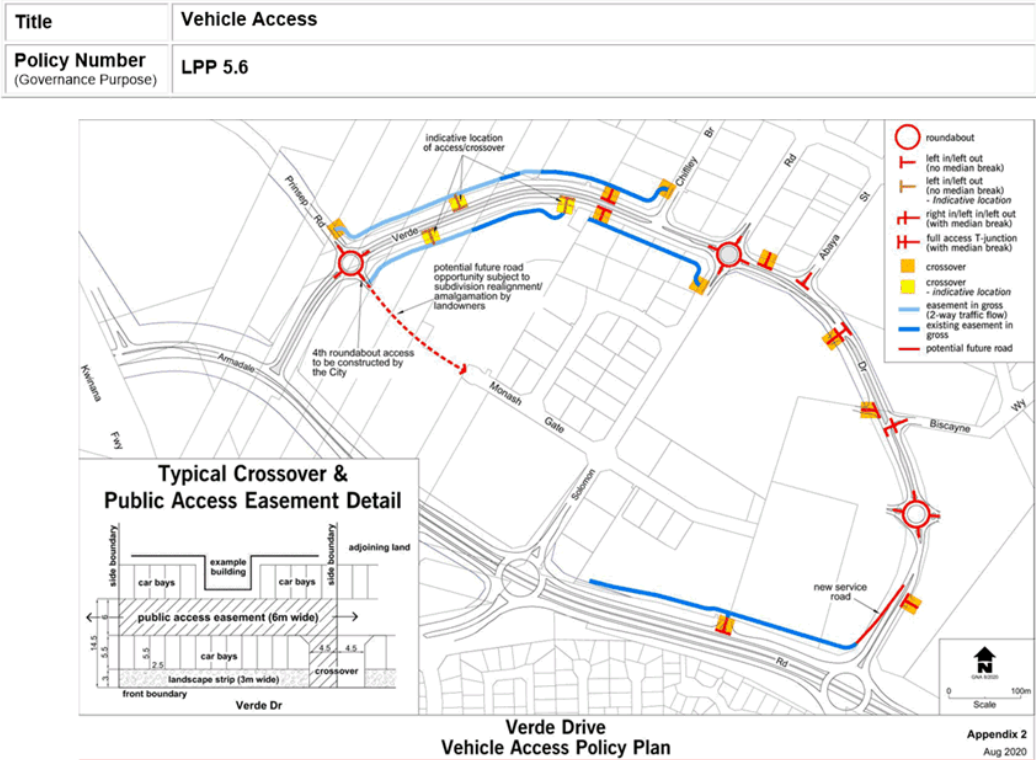 Title
Vehicle Access
Policy Number
(Governance Purpose)
LPP 5.6
indicative location
of access/crossover
Prinsep
Rd
Verde
Chiffley
Br
Rd
Abaya
St
roundabout
left in/left out
(no median break)
left in/left out
(no median break)
- Indicative location
right in/left in/left out
(with median break)
full access T-junction
(with median break)
crossover
crossover
- indicative location
easement in gross
(2-way traffic flow)
existing easement in
gross
potential future road
potential future road
opportunity subject to
subdivision realignment/
amalgamation by
landowners
4th roundabout access
to be constructed by
the City
Armadale
Kwinana
Fwy
Monash
Gate
Dr
Biscayne
Wy
Solomon
new service
road
Rd
Typical Crossover &
Public Access Easement Detail
side boundary
side boundary
adjoining land
example
building
car bays
car bays
public access easement (6m wide)
6
14.5
5.5
5.5
2.5
car bays
4.5
4.5
crossover
3
landscape strip (3m wide)
front boundary
Verde Dr
N
0
100m
Scale
Verde Drive
Vehicle Access Policy Plan
Appendix 2
Aug 2020